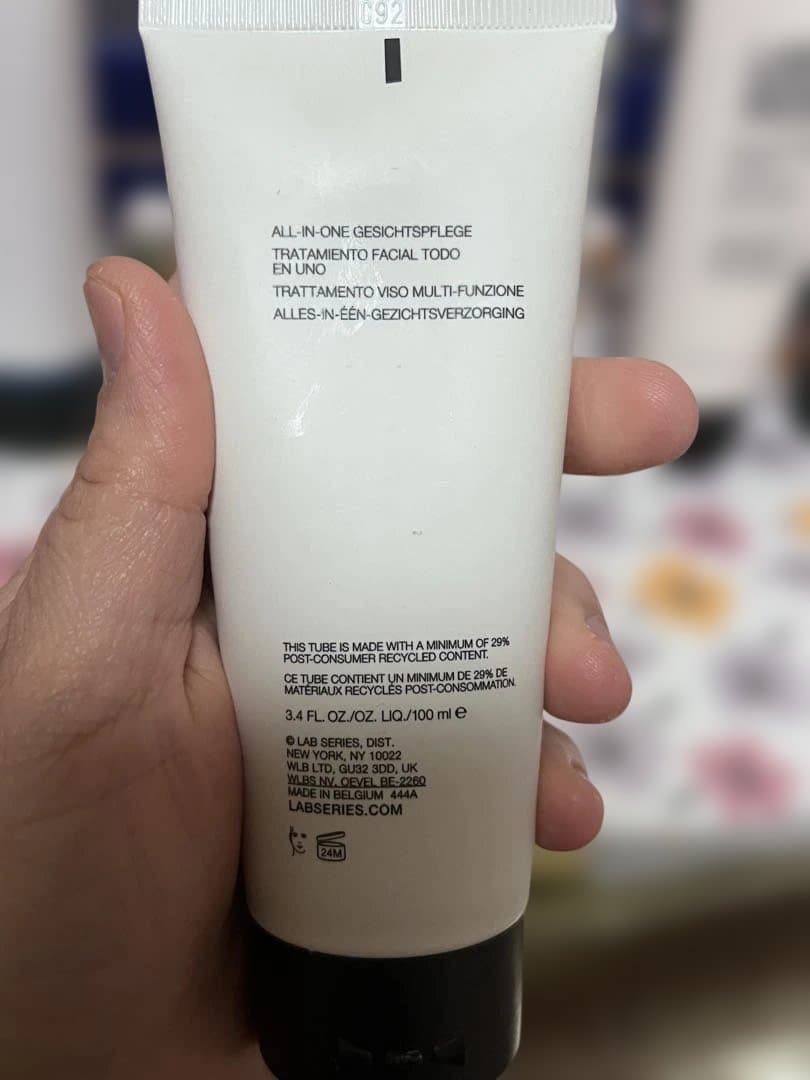 C92
ALL-IN-ONE GESICHTSPFLEGE
TRATAMIENTO FACIAL TODO
EN UNO
TRATTAMENTO VISO MULTI-FUNZIONE
ALLES-IN-ÉÉN-GEZICHTSVERZORGING
THIS TUBE IS MADE WITH A MINIMUM OF 29%
POST-CONSUMER RECYCLED CONTENT.
CE TUBE CONTIENT UN MINIMUM DE 29% DE
MATÉRIAUX RECYCLÉS POST-CONSOMMATION.
3.4 FL. OZ./OZ. LIQ./100 ml ℮
© LAB SERIES, DIST.
NEW YORK, NY 10022
WLB LTD, GU32 3DD, UK
WLBS NV, OEVEL BE-2260
MADE IN BELGIUM 444A
LABSERIES.COM
24M